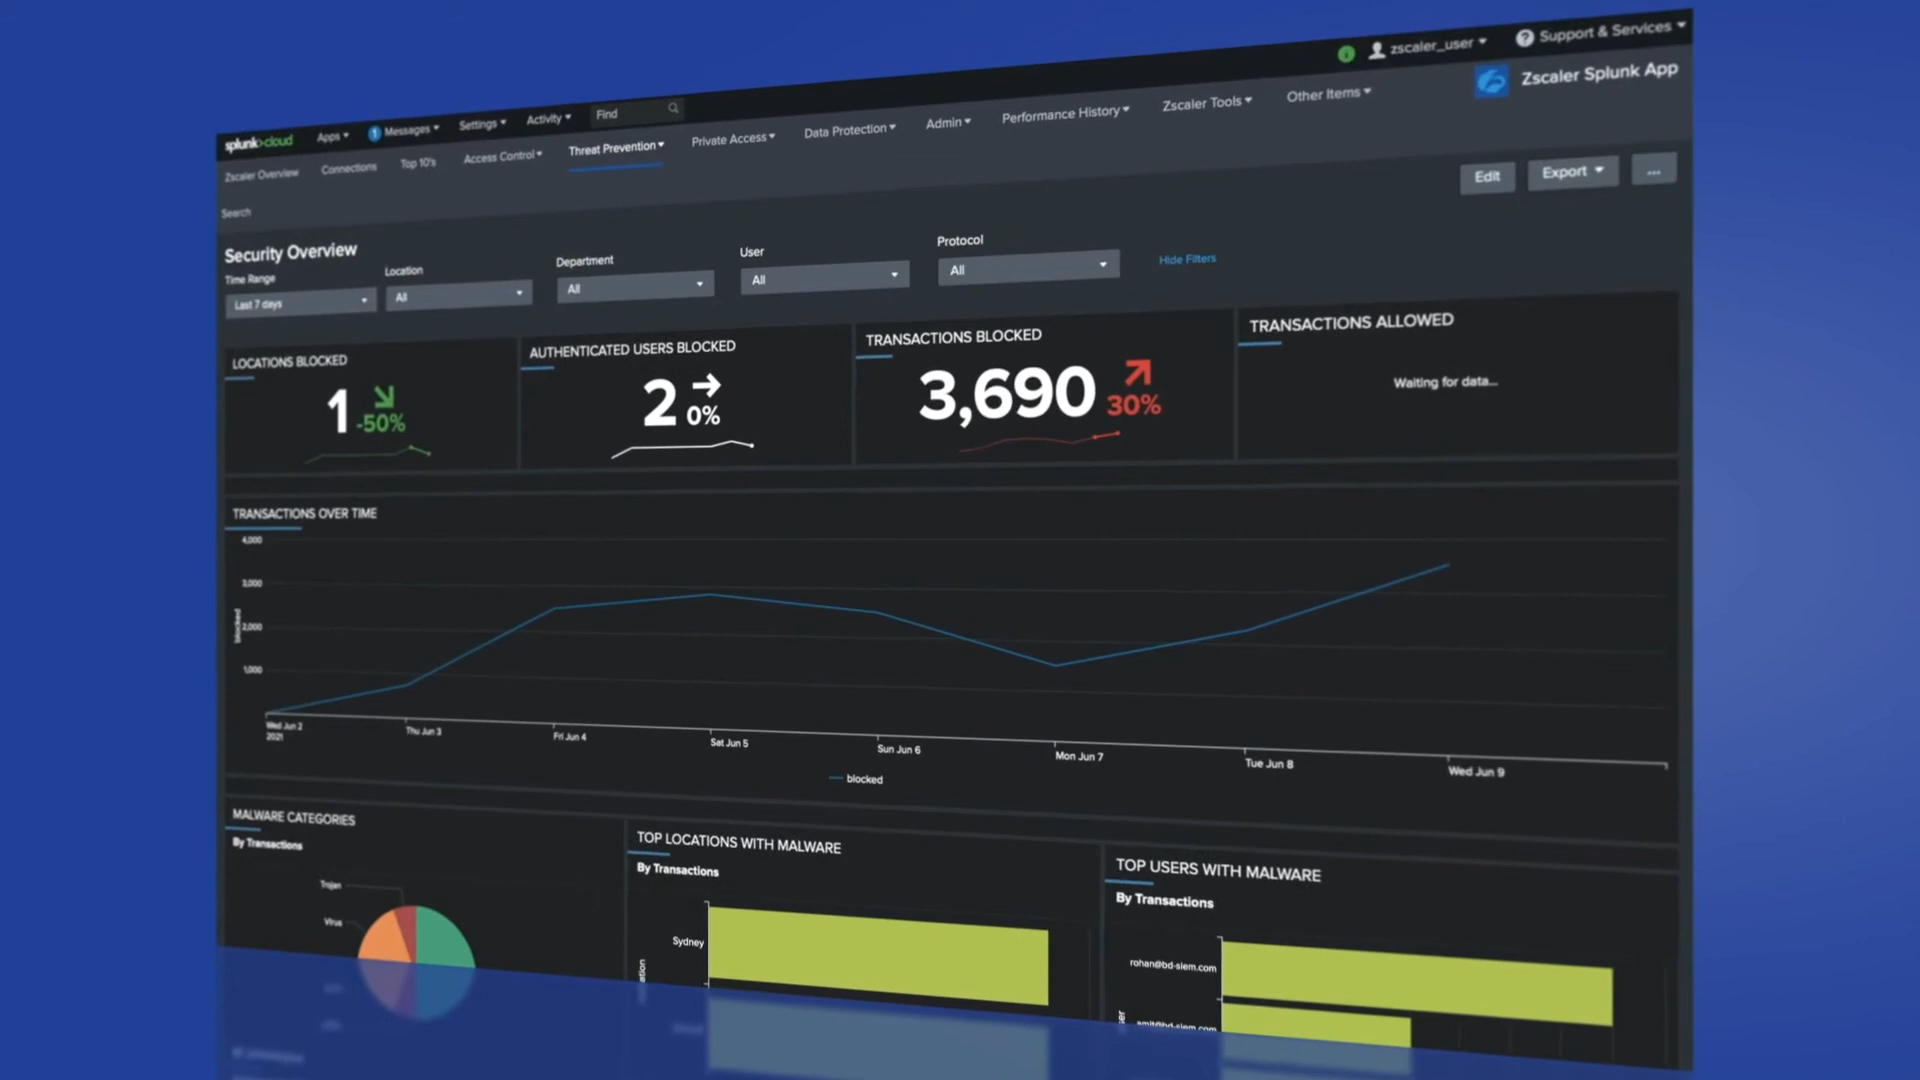 splunk>cloud
Apps
1 Messages
Settings
Activity
Find
i
zscaler_user
? Support & Services
Zscaler Overview
Connections
Top 10's
Access Control
Threat Prevention
Private Access
Data Protection
Admin
Performance History
Zscaler Tools
Other Items
Zscaler Splunk App
Search
Edit
Export
...
Security Overview
Time Range
Location
Department
User
Protocol
Last 7 days
All
All
All
All
Hide Filters
LOCATIONS BLOCKED
1
-50%
AUTHENTICATED USERS BLOCKED
2
0%
TRANSACTIONS BLOCKED
3,690
30%
TRANSACTIONS ALLOWED
Waiting for data...
TRANSACTIONS OVER TIME
4,000
3,000
2,000
1,000
blocked
Wed Jun 2
2021
Thu Jun 3
Fri Jun 4
Sat Jun 5
Sun Jun 6
Mon Jun 7
Tue Jun 8
Wed Jun 9
blocked
MALWARE CATEGORIES
By Transactions
Trojan
Virus
TOP LOCATIONS WITH MALWARE
By Transactions
Sydney
TOP USERS WITH MALWARE
By Transactions
rohan@bd-siem.com
amit@bd-siem.com